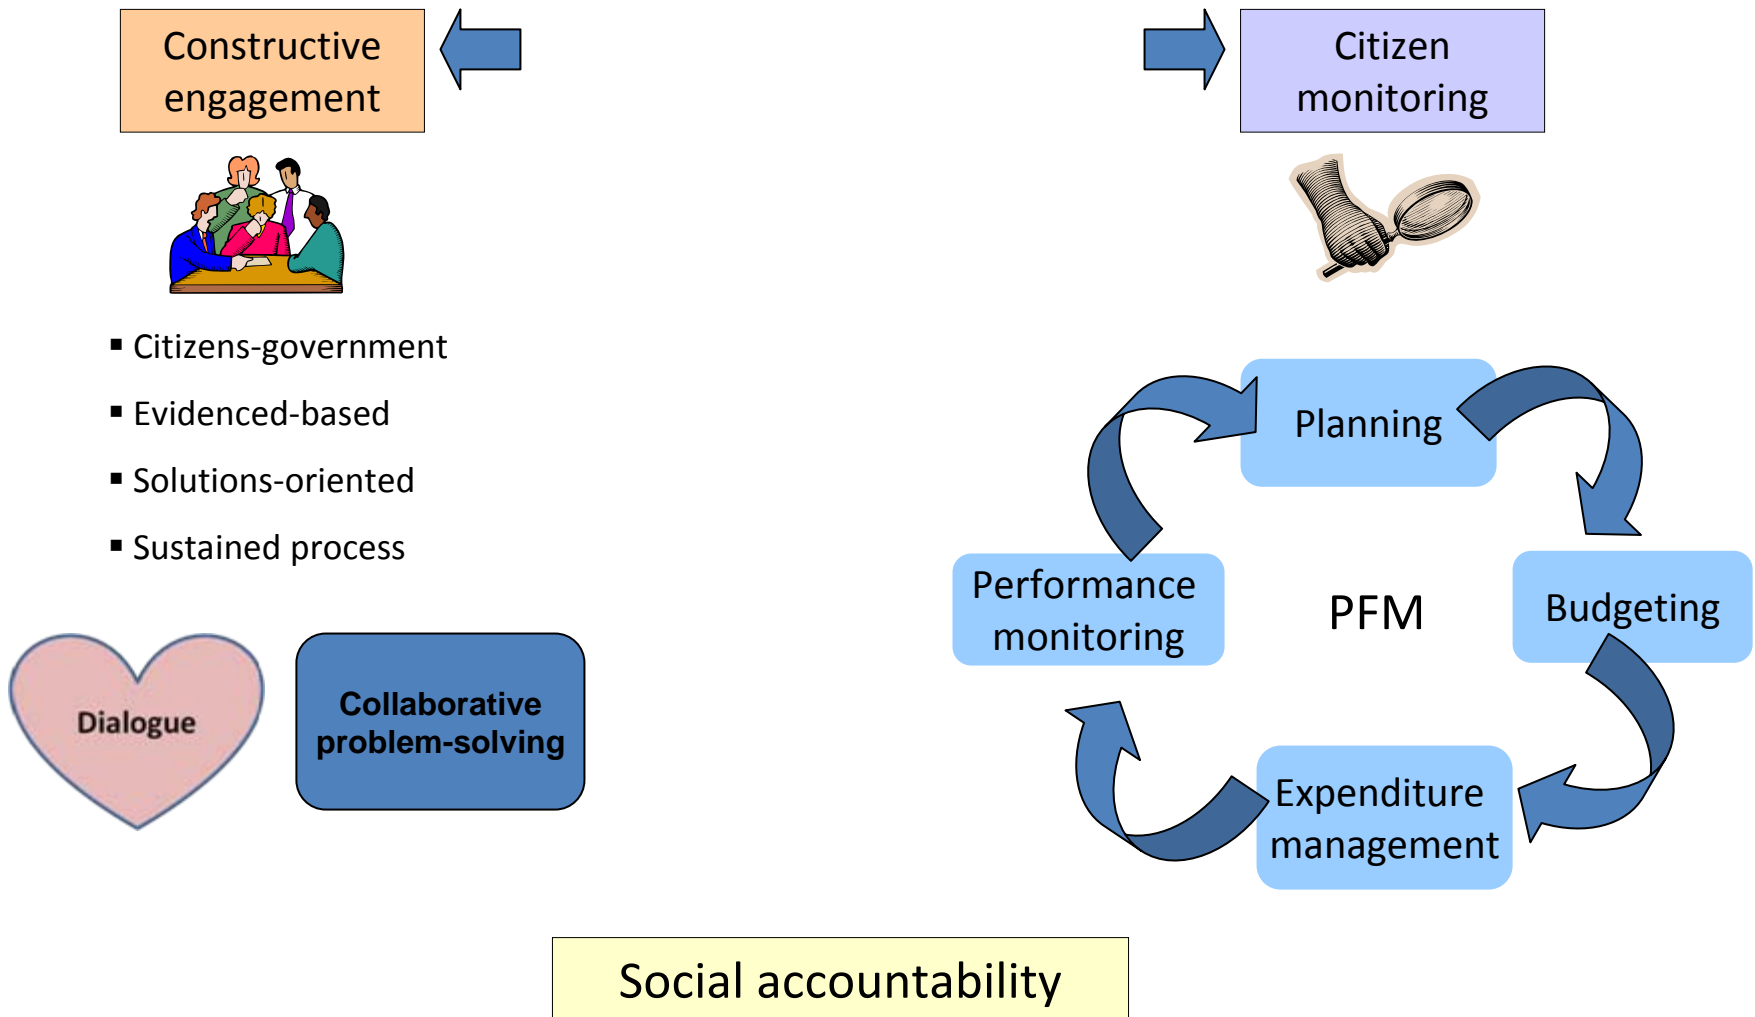 Constructive
engagement
Citizen
monitoring
▪ Citizens-government
▪ Evidenced-based
▪ Solutions-oriented
▪ Sustained process
Dialogue
Collaborative
problem-solving
Planning
Performance
monitoring
PFM
Budgeting
Expenditure
management
Social accountability